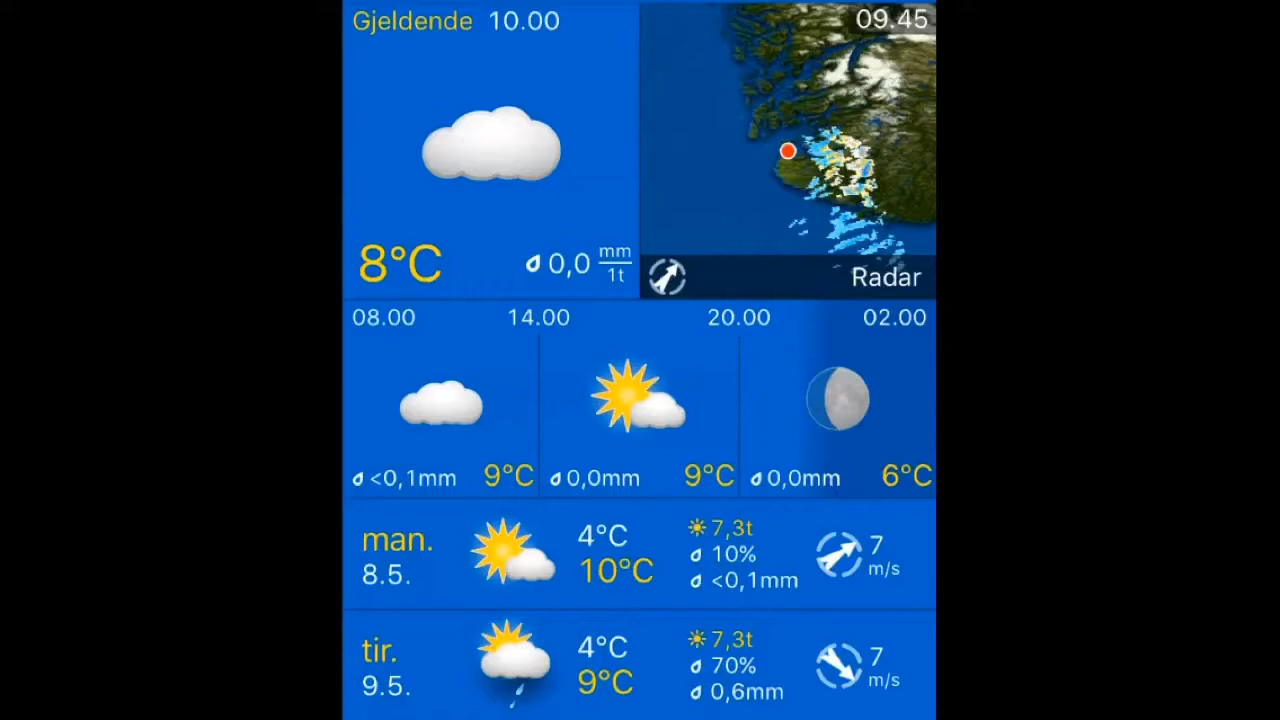 Gjeldende 10.00
09.45
8°C
0,0 mm
1t
Radar
08.00 14.00 20.00 02.00
<0,1mm 9°C 0,0mm 9°C 0,0mm 6°C
man.
8.5.
4°C
10°C
7,3t
10%
<0,1mm
7
m/s
tir.
9.5.
4°C
9°C
7,3t
70%
0,6mm
7
m/s